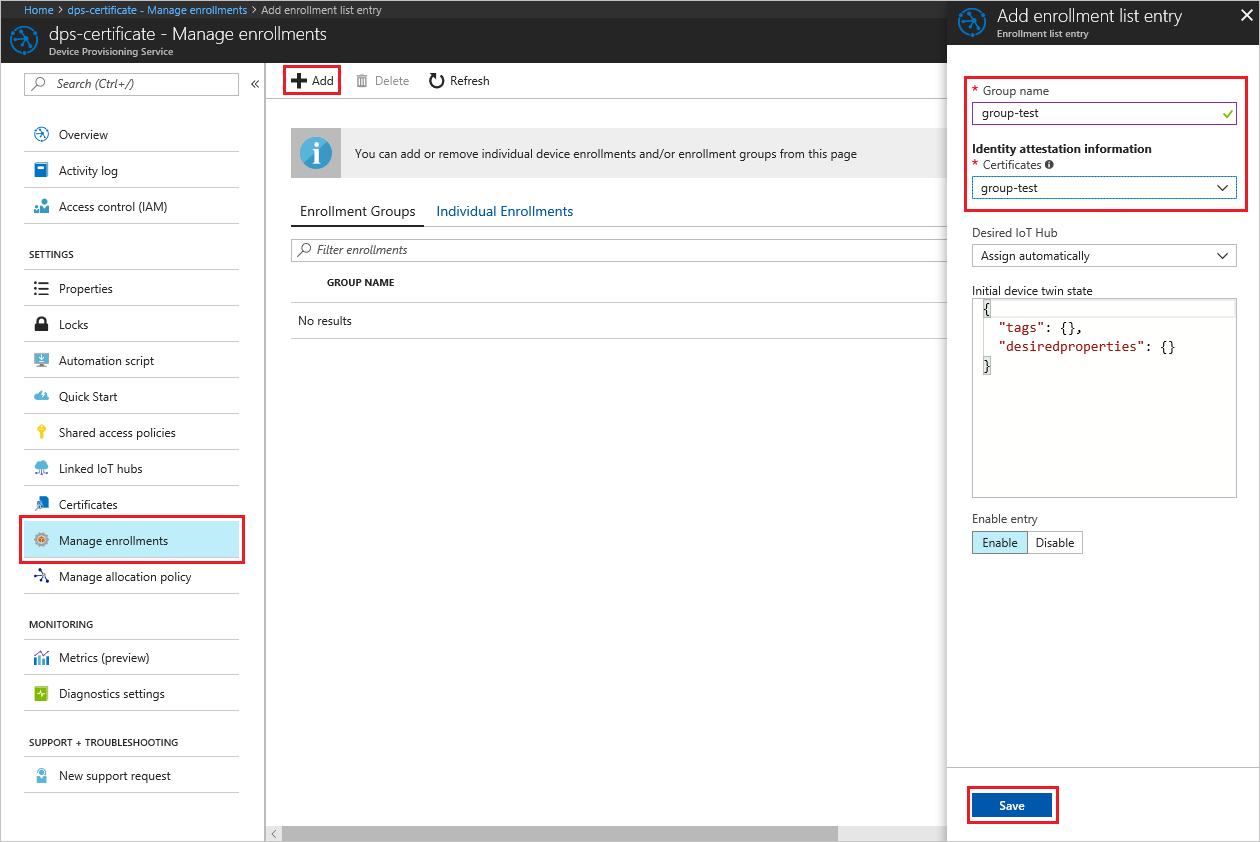 Home > dps-certificate - Manage enrollments > Add enrollment list entry
dps-certificate - Manage enrollments
Device Provisioning Service
Search (Ctrl+/)
«
Overview
Activity log
Access control (IAM)
SETTINGS
Properties
Locks
Automation script
Quick Start
Shared access policies
Linked IoT hubs
Certificates
Manage enrollments
Manage allocation policy
MONITORING
Metrics (preview)
Diagnostics settings
SUPPORT + TROUBLESHOOTING
New support request
Add Delete Refresh
You can add or remove individual device enrollments and/or enrollment groups from this page
Enrollment Groups Individual Enrollments
Filter enrollments
GROUP NAME
No results
Add enrollment list entry
Enrollment list entry
* Group name
group-test
Identity attestation information
* Certificates
group-test
Desired IoT Hub
Assign automatically
Initial device twin state
{
"tags": {},
"desiredproperties": {}
}
Enable entry
Enable Disable
Save